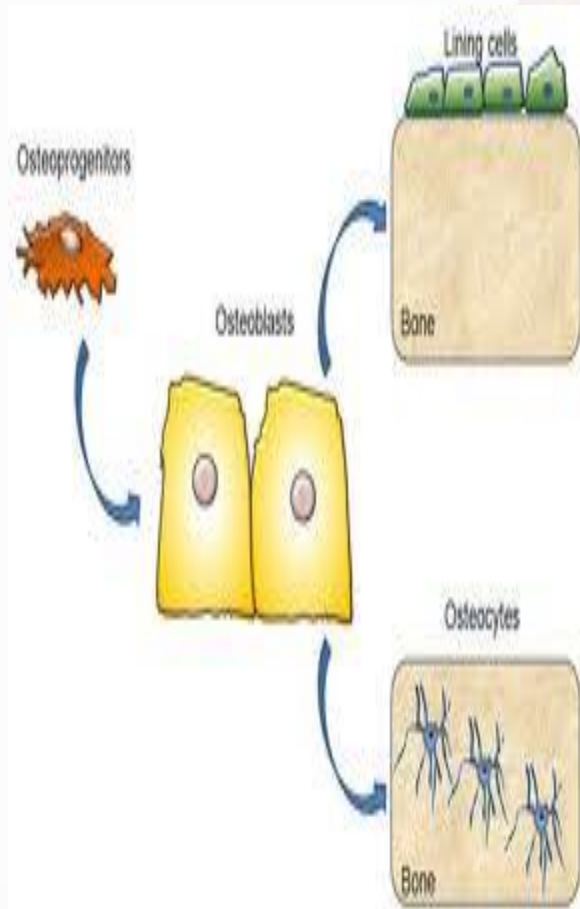 Lining cells
Osteoprogenitors
Osteoblasts
Bone
Osteocytes
Bone